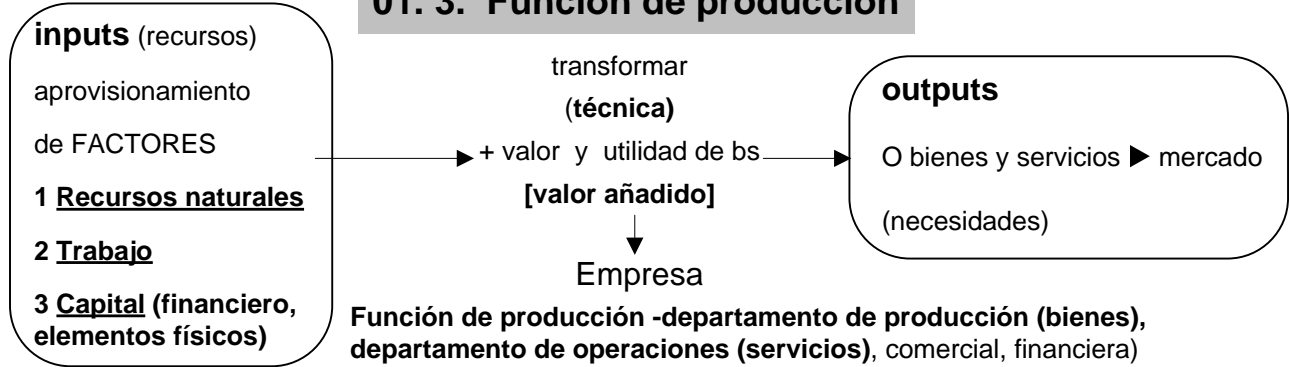 01. 3. Función de producción
inputs (recursos)
aprovisionamiento
de FACTORES
1 Recursos naturales
2 Trabajo
3 Capital (financiero,
elementos físicos)
transformar
(técnica)
+ valor y utilidad de bs
[valor añadido]
Empresa
Función de producción -departamento de producción (bienes),
departamento de operaciones (servicios), comercial, financiera)
outputs
O bienes y servicios ▶ mercado
(necesidades)